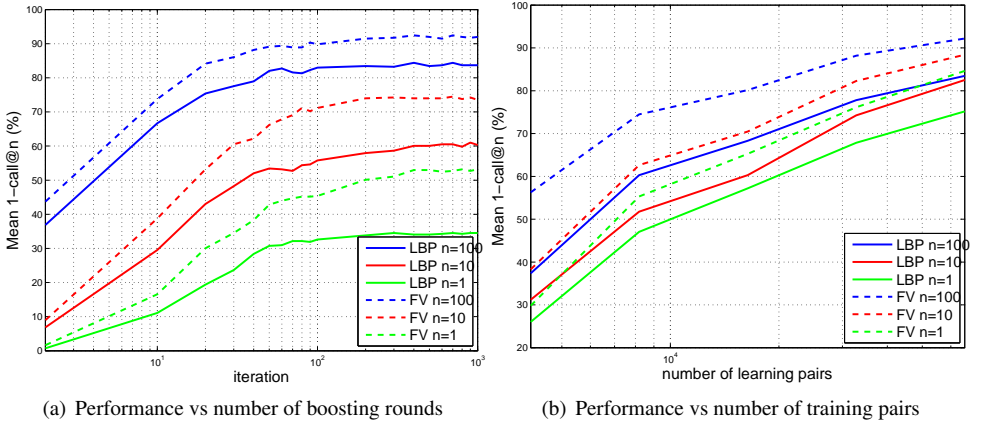 100
90
80
70
60
50
40
30
20
10
0
Mean 1−call@n (%)
10^1
10^2
10^3
iteration
LBP n=100
LBP n=10
LBP n=1
FV n=100
FV n=10
FV n=1
(a) Performance vs number of boosting rounds
100
90
80
70
60
50
40
30
20
Mean 1−call@n (%)
10^4
number of learning pairs
LBP n=100
LBP n=10
LBP n=1
FV n=100
FV n=10
FV n=1
(b) Performance vs number of training pairs